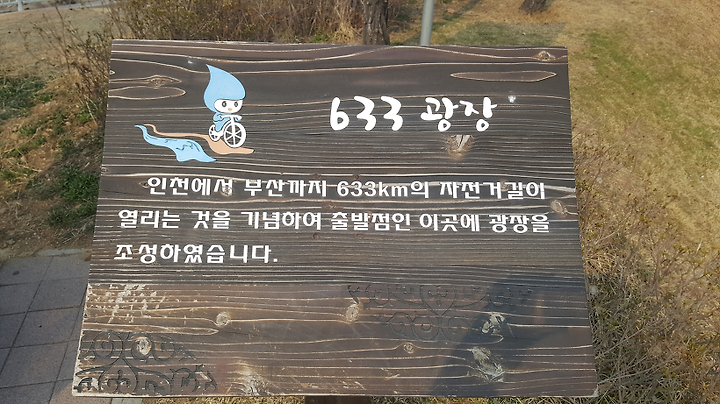 633 광장
인천에서 부산까지 633km의 자전거길이
열리는 것을 기념하여 출발점인 이곳에 광장을
조성하였습니다.